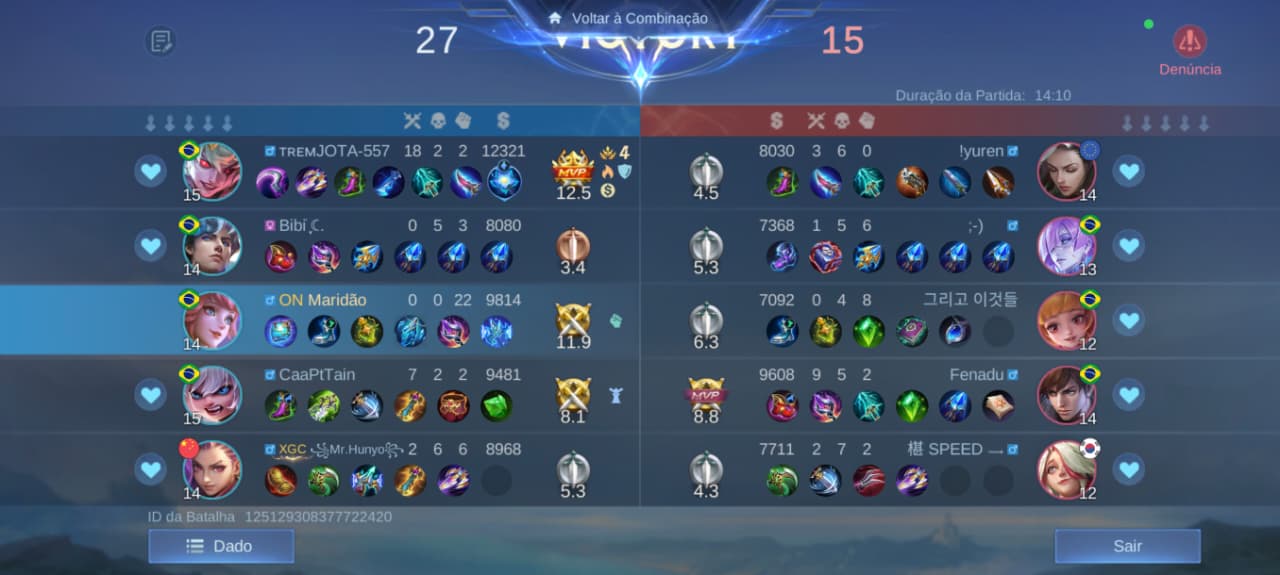 Voltar à Combinação
27 VICTORY 15
Denúncia
Duração da Partida: 14:10
TREMJOTA-557 18 2 2 12321
15 MVP 12.5 4
8030 3 6 0 !yuren
4.5 14
Bibi 0 5 3 8080
14 3.4
7368 1 5 6 ;-)
5.3 13
ON Maridão 0 0 22 9814
14 11.9
7092 0 4 8 그리고 이것들
6.3 12
CaaPtTain 7 2 2 9481
15 8.1
9608 9 5 2 Fenadu
MVP 8.8 14
XGC Mr.Hunyo 2 6 6 8968
14 5.3
7711 2 7 2 SPEED
4.3 12
ID da Batalha 125129308377722420
Dado
Sair